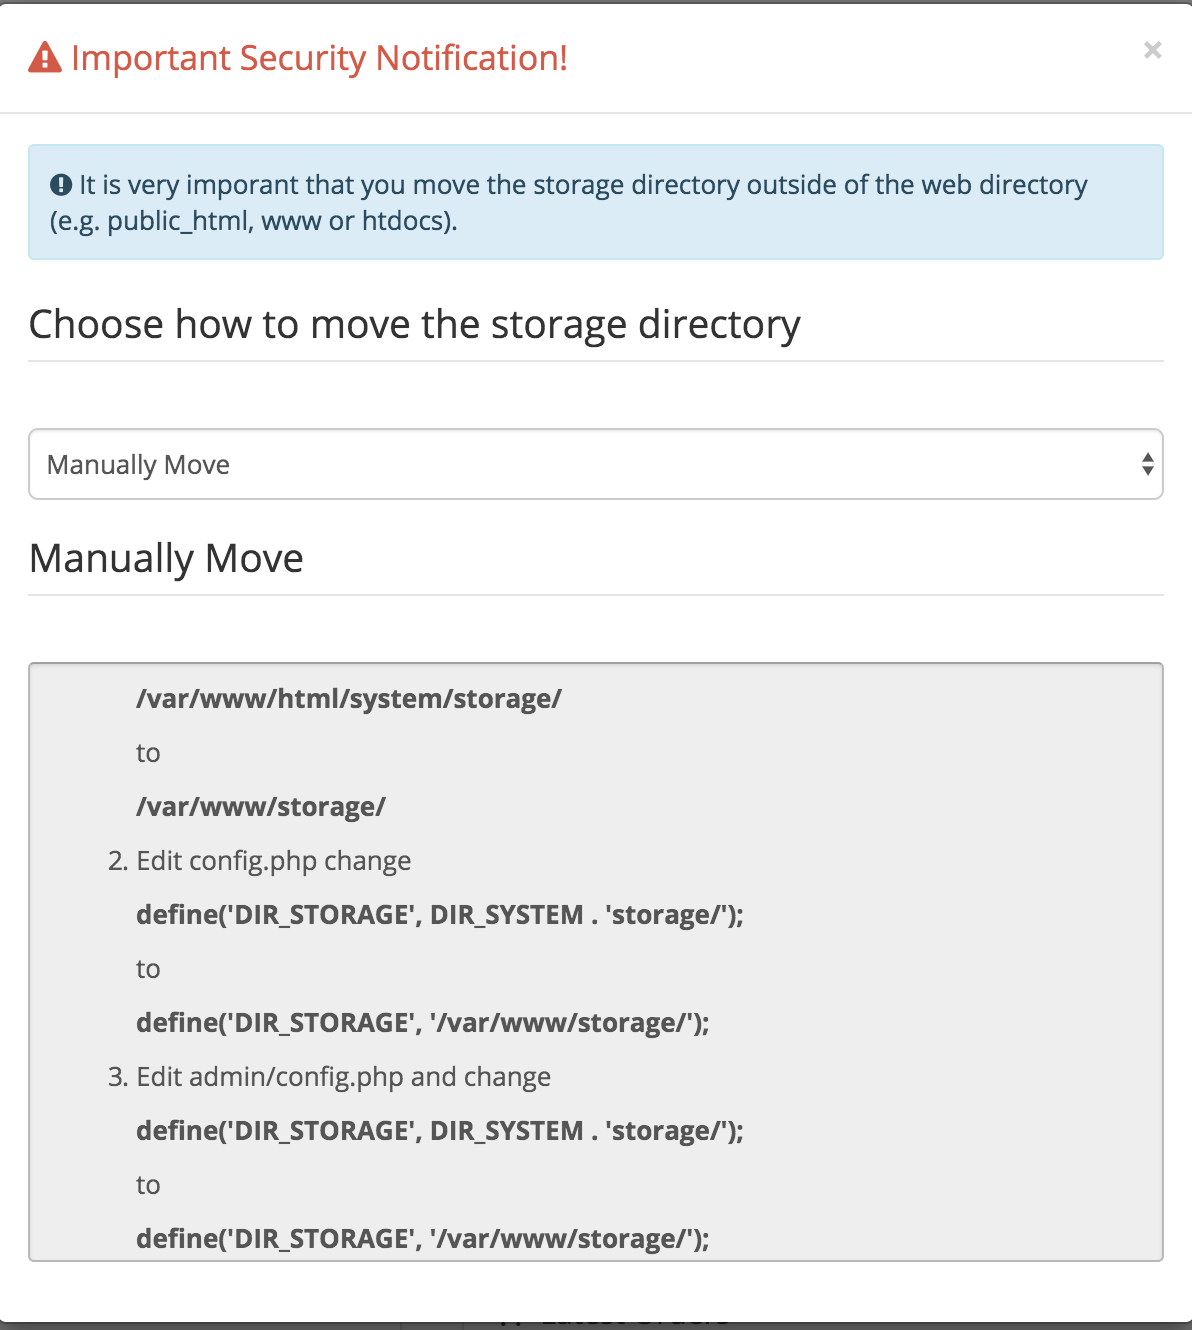 Important Security Notification!
×
It is very imporant that you move the storage directory outside of the web directory
(e.g. public_html, www or htdocs).
Choose how to move the storage directory
Manually Move
Manually Move
/var/www/html/system/storage/
to
/var/www/storage/
2. Edit config.php change
define('DIR_STORAGE', DIR_SYSTEM . 'storage/');
to
define('DIR_STORAGE', '/var/www/storage/');
3. Edit admin/config.php and change
define('DIR_STORAGE', DIR_SYSTEM . 'storage/');
to
define('DIR_STORAGE', '/var/www/storage/');
Latest Orders